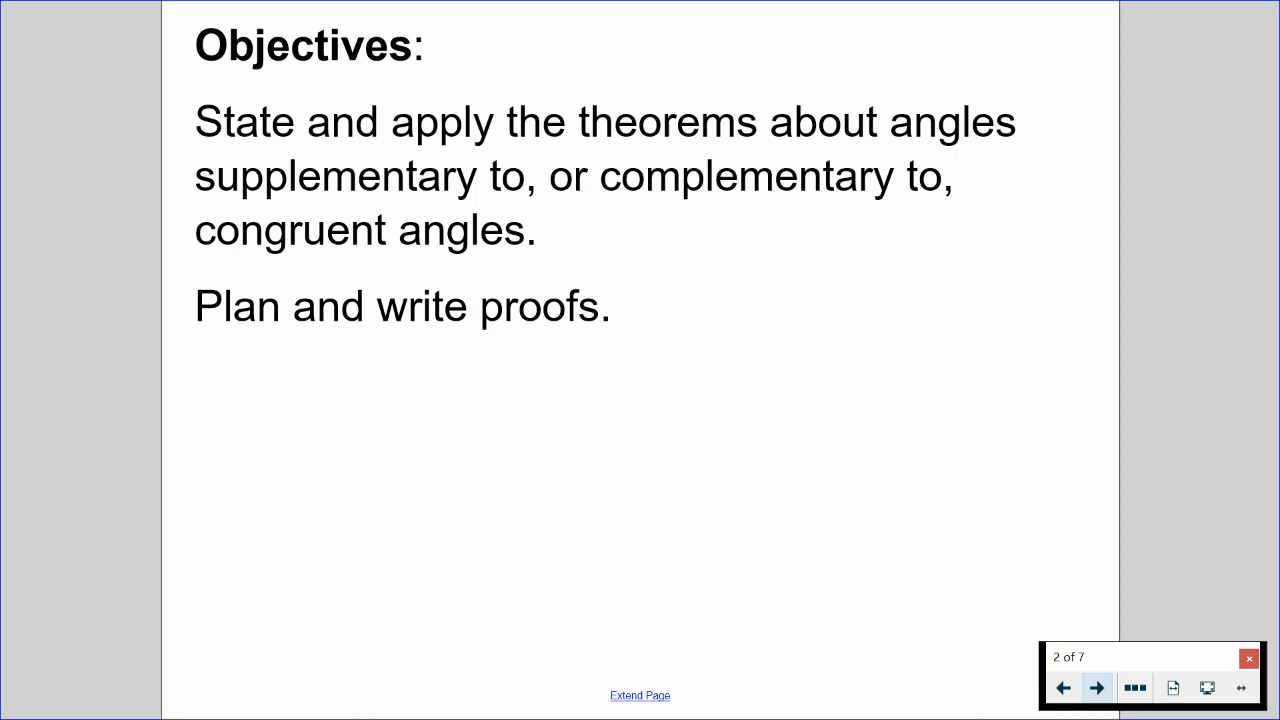 Objectives:
State and apply the theorems about angles
supplementary to, or complementary to,
congruent angles.
Plan and write proofs.
2 of 7
Extend Page